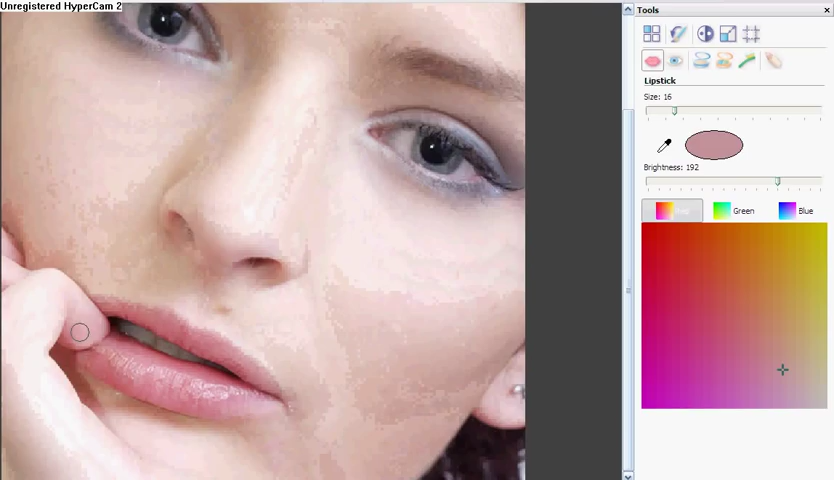 Unregistered HyperCam 2
Tools
Lipstick
Size: 16
Brightness: 192
Green
Blue